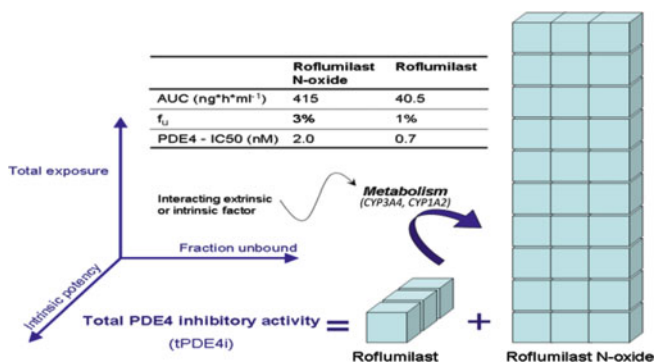 Roflumilast Roflumilast
N-oxide
AUC (ng*h*ml-1) 415 40.5
fu 3% 1%
PDE4 - IC50 (nM) 2.0 0.7
Total exposure
Interacting extrinsic
or intrinsic factor
Metabolism
(CYP3A4, CYP1A2)
Fraction unbound
Intrinsic potency
Total PDE4 inhibitory activity
(tPDE4i)
=
+
Roflumilast
Roflumilast N-oxide